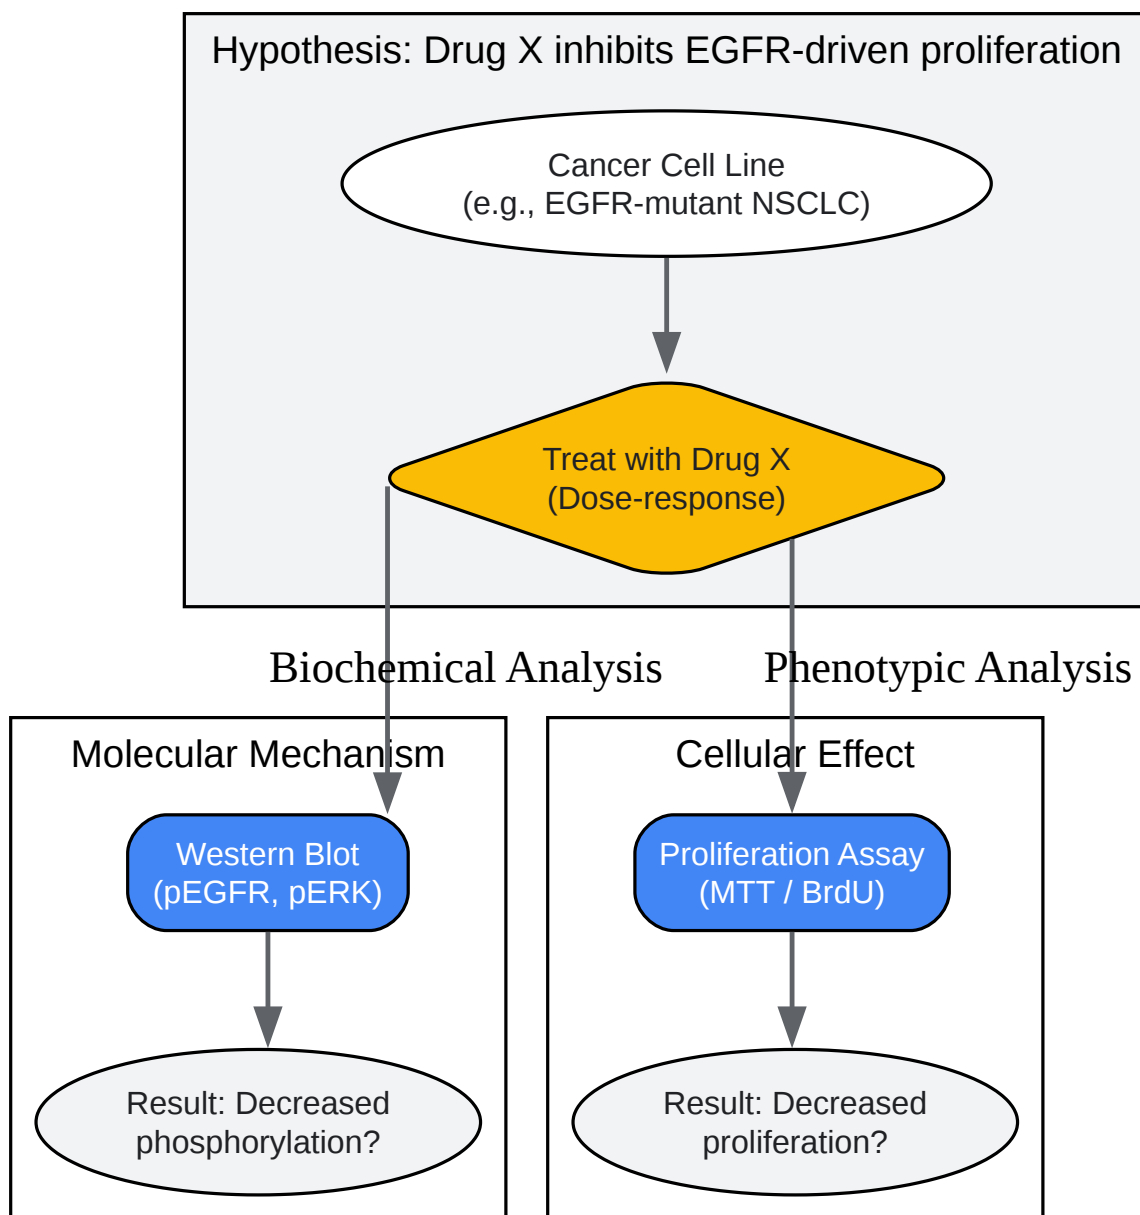 Hypothesis: Drug X inhibits EGFR-driven proliferation
Cancer Cell Line
(e.g., EGFR-mutant NSCLC)
Treat with Drug X
(Dose-response)
Biochemical Analysis
Phenotypic Analysis
Molecular Mechanism
Western Blot
(pEGFR, pERK)
Result: Decreased
phosphorylation?
Cellular Effect
Proliferation Assay
(MTT / BrdU)
Result: Decreased
proliferation?